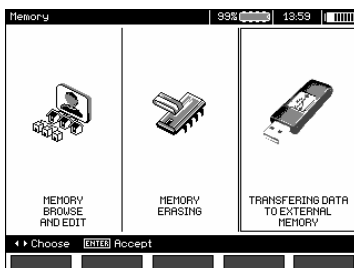 Memory 99% 13:59
MEMORY
BROWSE
AND EDIT
MEMORY
ERASING
TRANSFERING DATA
TO EXTERNAL
MEMORY
Choose ENTER Accept